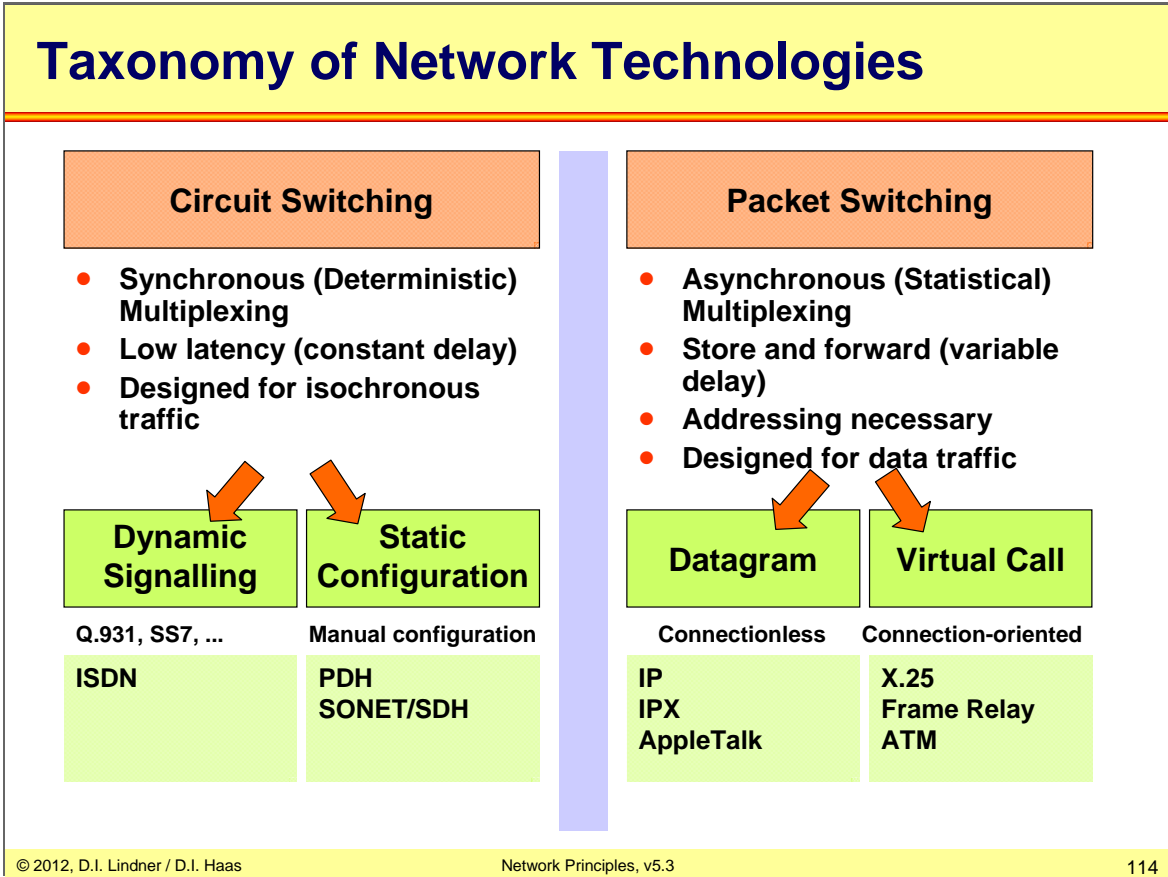 Taxonomy of Network Technologies
Circuit Switching
• Synchronous (Deterministic)
Multiplexing
• Low latency (constant delay)
• Designed for isochronous
traffic
Dynamic
Signalling
Q.931, SS7, ...
ISDN
Static
Configuration
Manual configuration
PDH
SONET/SDH
Packet Switching
• Asynchronous (Statistical)
Multiplexing
• Store and forward (variable
delay)
• Addressing necessary
• Designed for data traffic
Datagram
Connectionless
IP
IPX
AppleTalk
Virtual Call
Connection-oriented
X.25
Frame Relay
ATM
© 2012, D.I. Lindner / D.I. Haas
Network Principles, v5.3
114